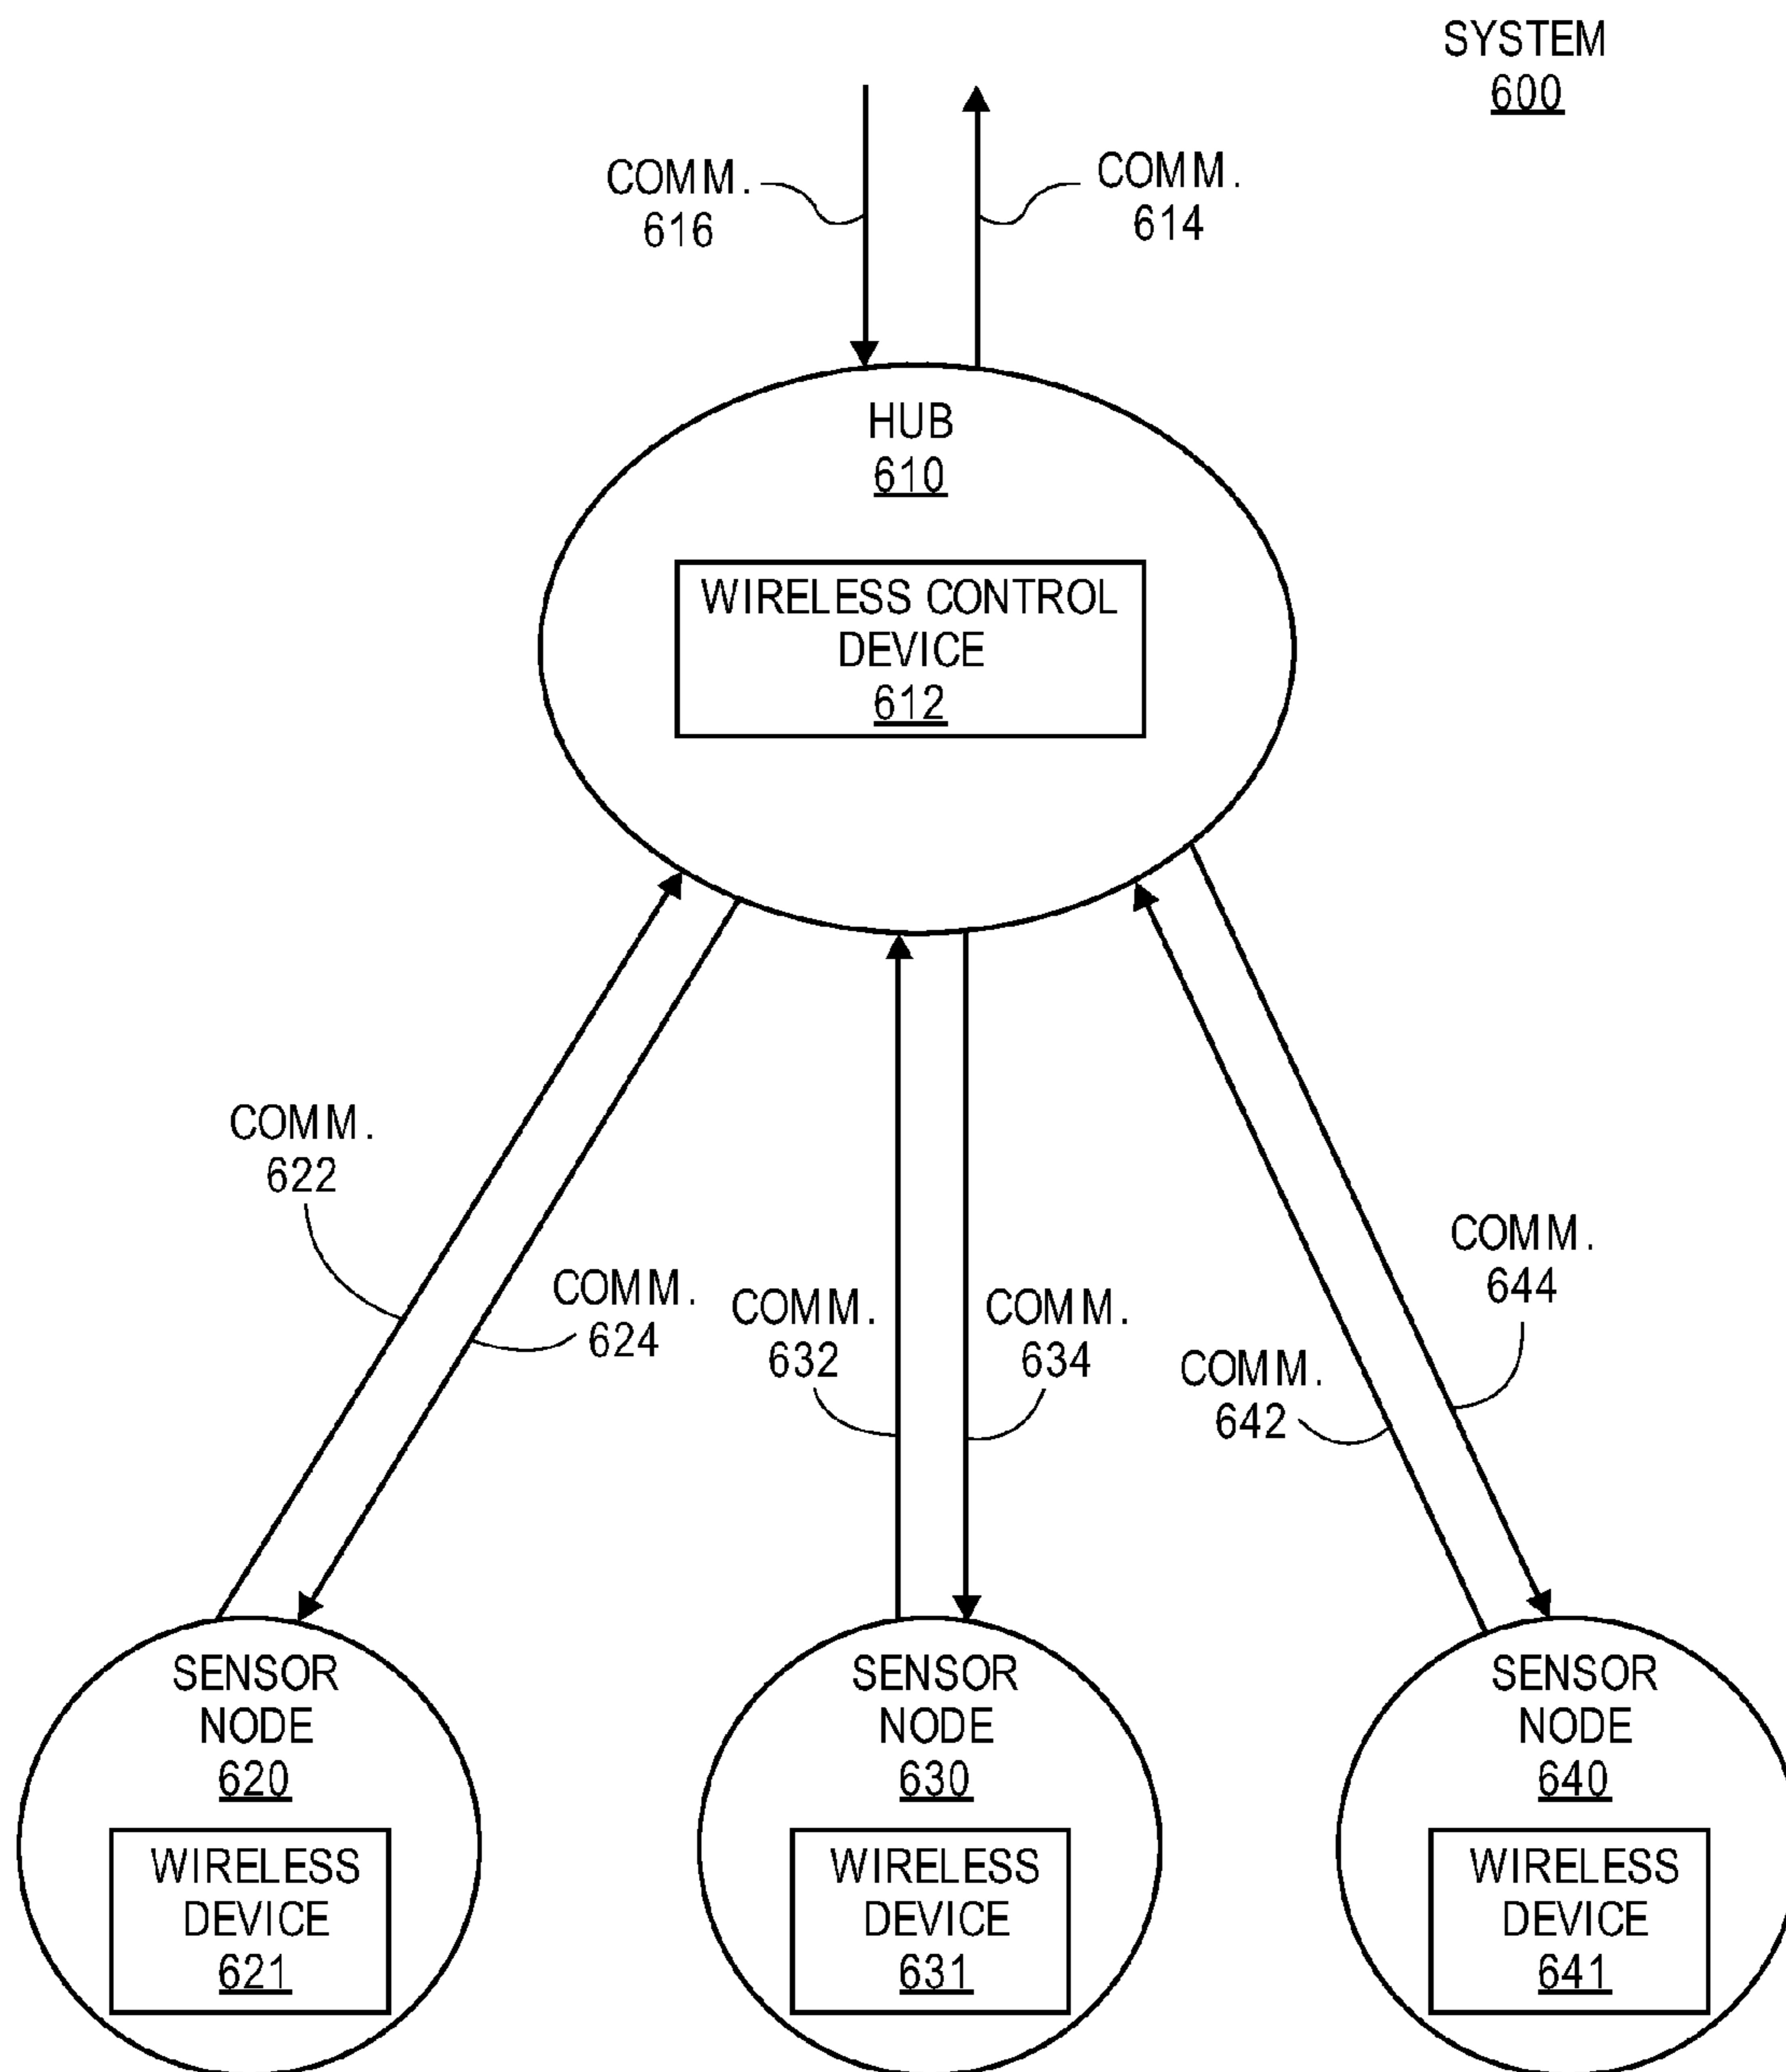 SYSTEM
600
COMM.
616
COMM.
614
HUB
610
WIRELESS CONTROL
DEVICE
612
COMM.
622
COMM.
624
COMM.
632
COMM.
634
COMM.
642
COMM.
644
SENSOR
NODE
620
WIRELESS
DEVICE
621
SENSOR
NODE
630
WIRELESS
DEVICE
631
SENSOR
NODE
640
WIRELESS
DEVICE
641